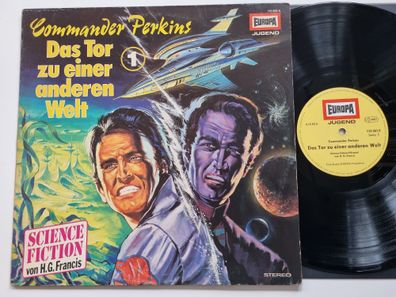 Commander Perkins
Das Tor
zu einer
anderen
Welt
1
EUROPA
JUGEND
SCIENCE
FICTION
von H.G. Francis
STEREO
EUROPA
JUGEND
STEREO
Commander Perkins
Das Tor zu einer anderen Welt